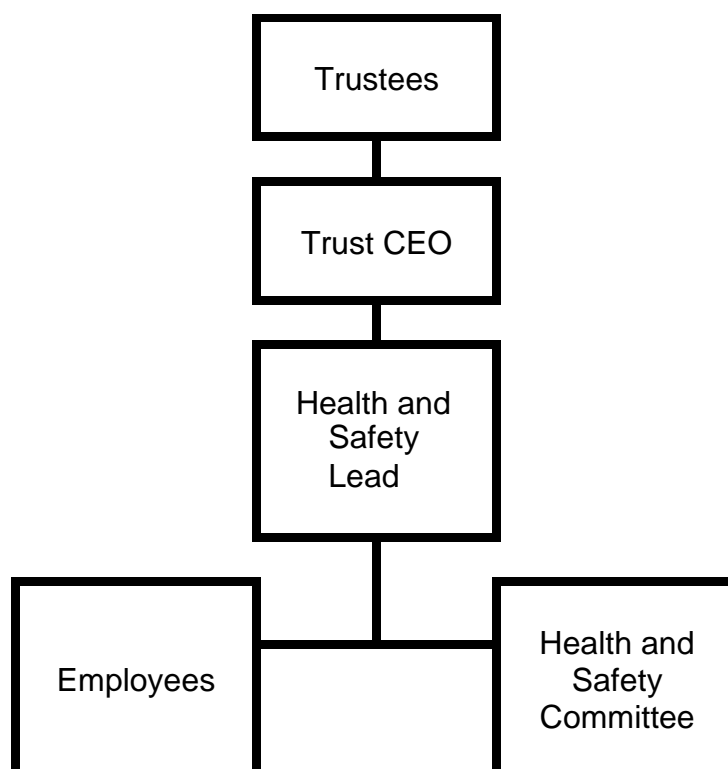 Trustees
Trust CEO
Health and
Safety
Lead
Employees
Health and
Safety
Committee